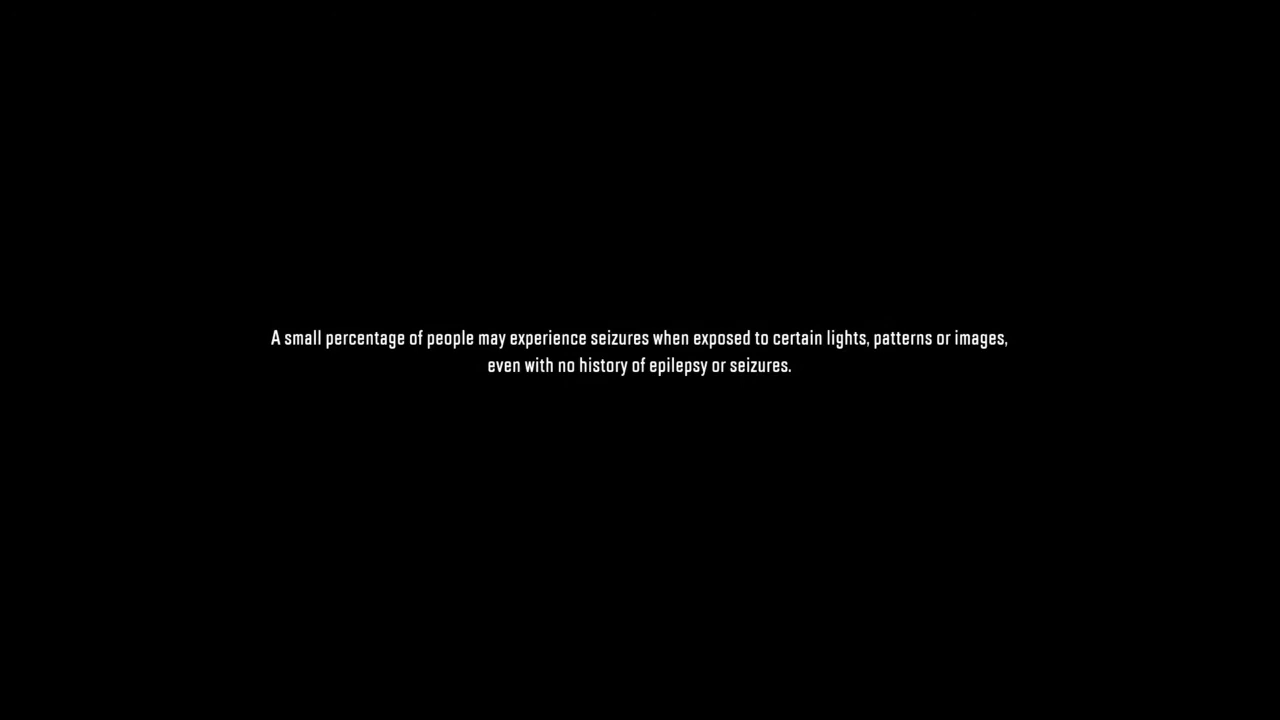 A small percentage of people may experience seizures when exposed to certain lights, patterns or images,
even with no history of epilepsy or seizures.